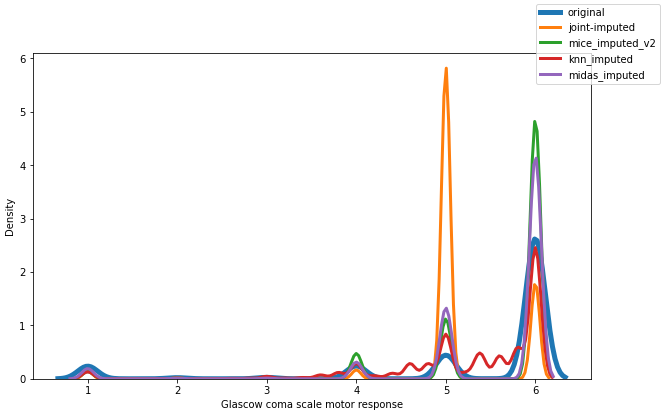 original
joint-imputed
mice_imputed_v2
knn_imputed
midas_imputed
6
5
4
3
2
1
0
Density
1 2 3 4 5 6
Glascow coma scale motor response